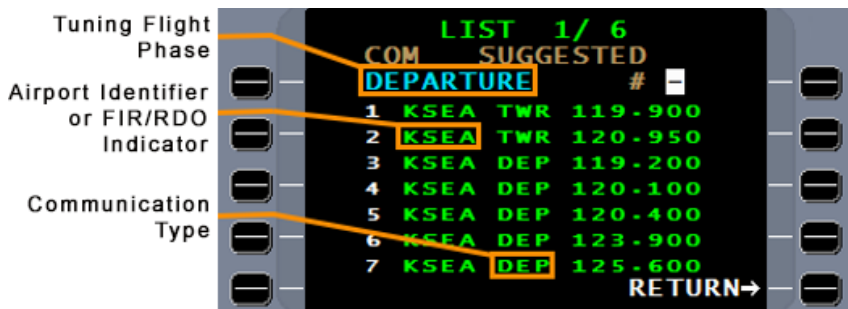 Tuning Flight
Phase
Airport Identifier
or FIR/RDO
Indicator
Communication
Type
LIST 1/ 6
COM SUGGESTED
DEPARTURE # -
1 KSEA TWR 119.900
2 KSEA TWR 120.950
3 KSEA DEP 119.200
4 KSEA DEP 120.100
5 KSEA DEP 120.400
6 KSEA DEP 123.900
7 KSEA DEP 125.600
RETURN→